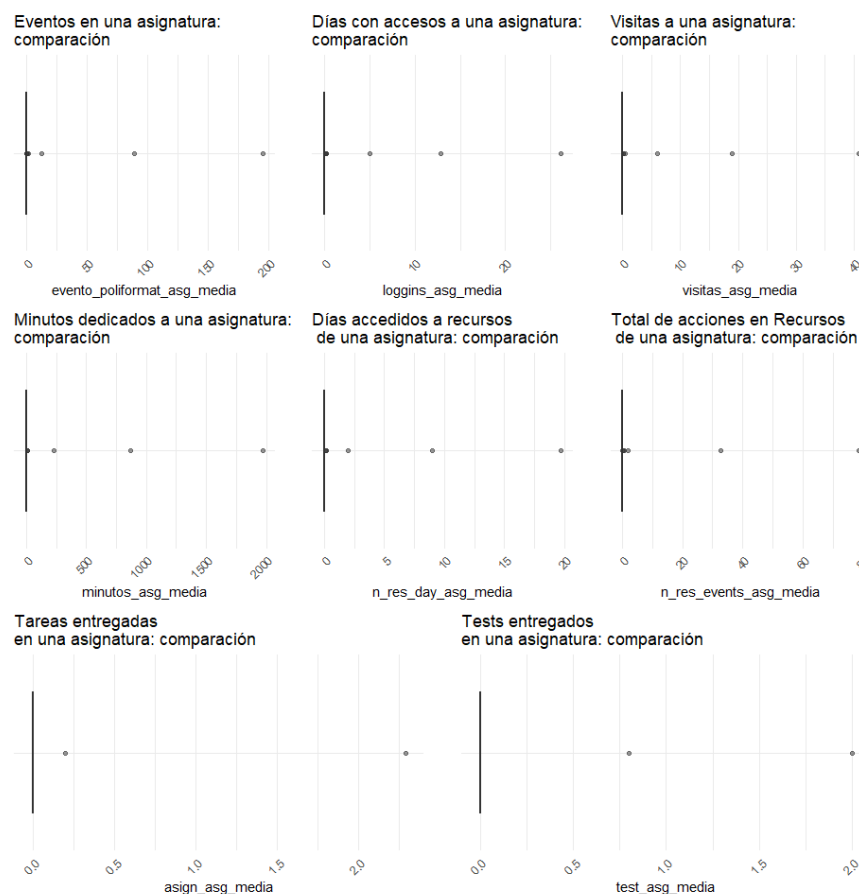 Eventos en una asignatura:
comparación
0 50 100 150 200
evento_poliformat_asg_media
Días con accesos a una asignatura:
comparación
0 10 20
loggins_asg_media
Visitas a una asignatura:
comparación
0 10 20 30 40
visitas_asg_media
Minutos dedicados a una asignatura:
comparación
0 500 1000 1500 2000
minutos_asg_media
Días accedidos a recursos
de una asignatura: comparación
0 5 10 15 20
n_res_day_asg_media
Total de acciones en Recursos
de una asignatura: comparación
0 20 40 60
n_res_events_asg_media
Tareas entregadas
en una asignatura: comparación
0.0 0.5 1.0 1.5 2.0
asign_asg_media
Tests entregados
en una asignatura: comparación
0.0 0.5 1.0 1.5 2.0
test_asg_media